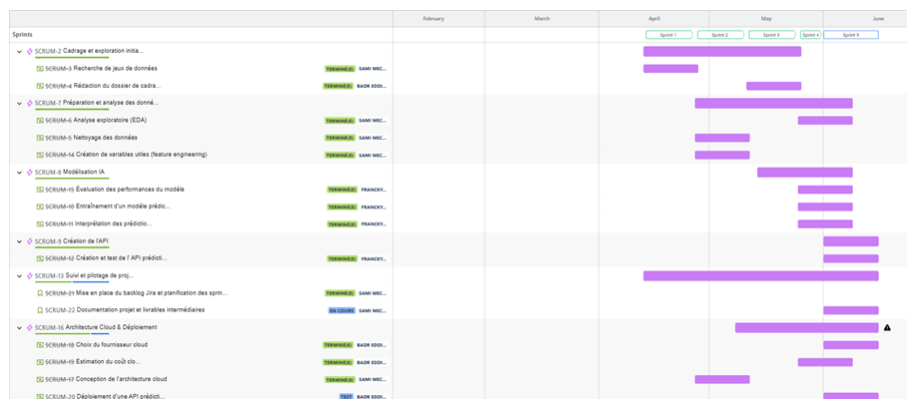 February March April May June
Sprints Sprint 1 Sprint 2 Sprint 3 Sprint 4 Sprint 5
SCRUM-2 Cadrage et exploration initia...
SCRUM-3 Recherche de jeux de données TERMINÉ(E) SAMI MEC...
SCRUM-4 Rédaction du dossier de cadra... TERMINÉ(E) BADR EDDI...
SCRUM-7 Préparation et analyse des donné...
SCRUM-6 Analyse exploratoire (EDA) TERMINÉ(E) SAMI MEC...
SCRUM-5 Nettoyage des données TERMINÉ(E) SAMI MEC...
SCRUM-14 Création de variables utiles (feature engineering) TERMINÉ(E) SAMI MEC...
SCRUM-8 Modélisation IA
SCRUM-15 Évaluation des performances du modèle TERMINÉ(E) FRANCKY...
SCRUM-10 Entraînement d'un modèle prédic... TERMINÉ(E) FRANCKY...
SCRUM-11 Interprétation des prédictio... TERMINÉ(E) FRANCKY...
SCRUM-9 Création de l'API
SCRUM-12 Création et test de l' API prédicti... TERMINÉ(E) FRANCKY...
SCRUM-13 Suivi et pilotage de proj...
SCRUM-21 Mise en place du backlog Jira et planification des sprin... TERMINÉ(E) SAMI MEC...
SCRUM-22 Documentation projet et livrables intermédiaires EN COURS SAMI MEC...
SCRUM-16 Architecture Cloud & Déploiement
SCRUM-18 Choix du fournisseur cloud TERMINÉ(E) BADR EDDI...
SCRUM-19 Estimation du coût clo... TERMINÉ(E) BADR EDDI...
SCRUM-17 Conception de l'architecture cloud TERMINÉ(E) SAMI MEC...
SCRUM-20 Déploiement d'une API prédicti... TEST BADR EDDI...